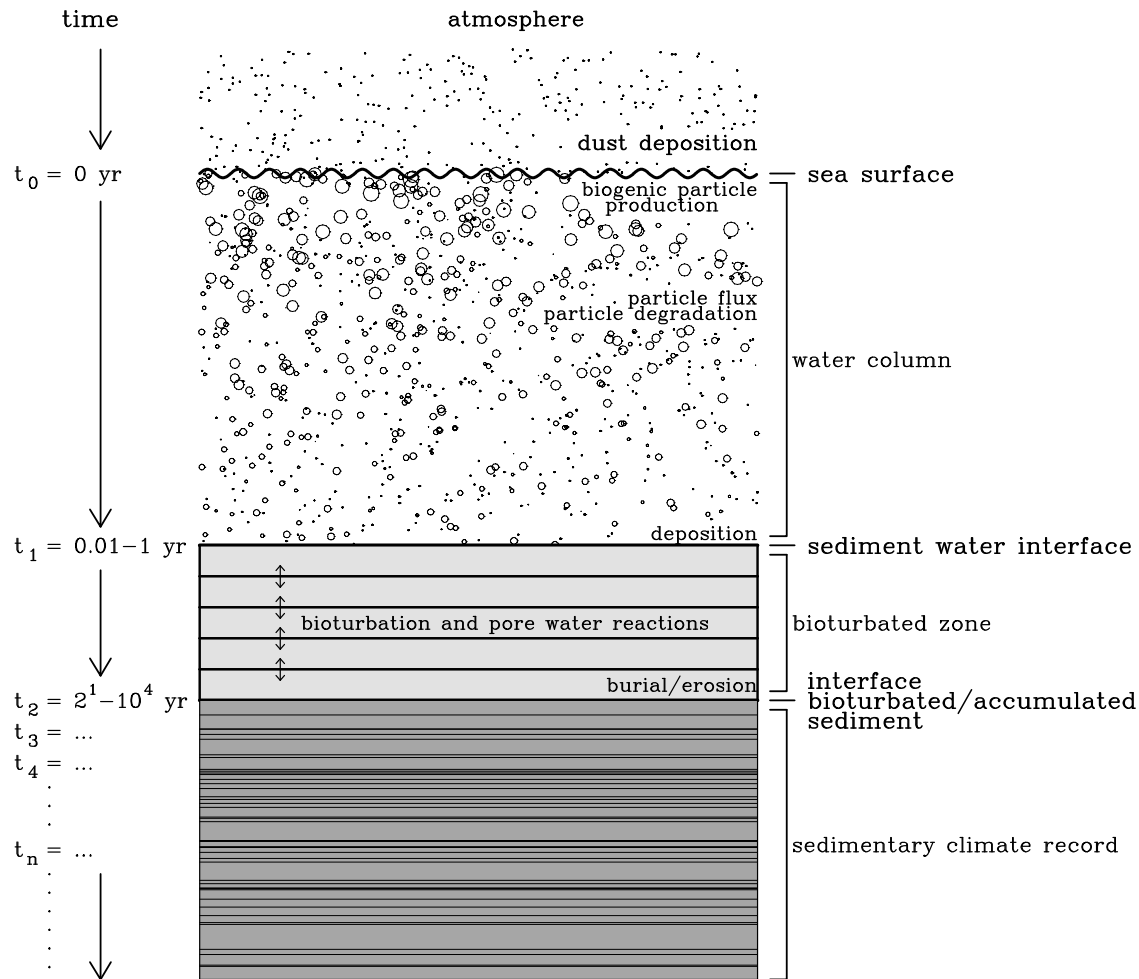 time
atmosphere
dust deposition
t₀ = 0 yr
sea surface
biogenic particle
production
particle flux
particle degradation
water column
deposition
t₁ = 0.01−1 yr
sediment water interface
bioturbation and pore water reactions
bioturbated zone
burial/erosion
t₂ = 2¹−10⁴ yr
interface
bioturbated/accumulated
sediment
t₃ = ...
t₄ = ...
.
.
.
tₙ = ...
sedimentary climate record
.
.
.
.
.
.